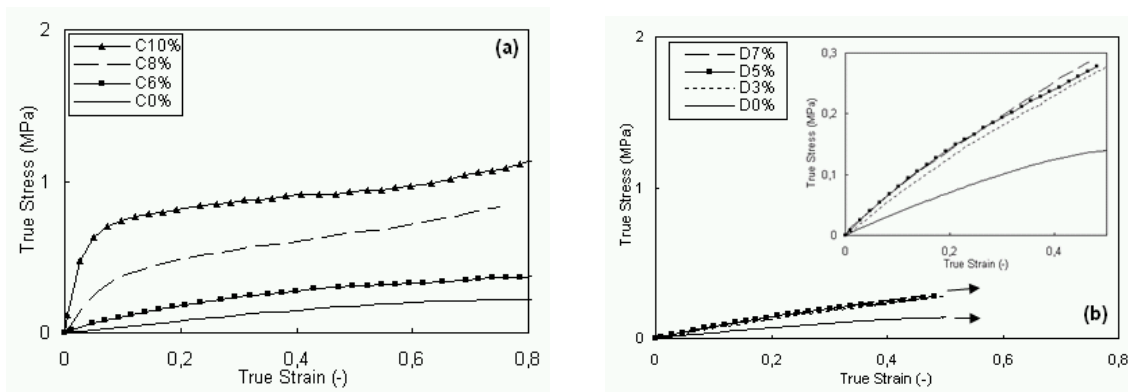 2
1
0
True Stress (MPa)
C10%
C8%
C6%
C0%
(a)
0
0,2
0,4
0,6
0,8
True Strain (-)
2
1
0
True Stress (MPa)
D7%
D5%
D3%
D0%
0,3
0,2
0,1
0
True Stress (MPa)
0
0,2
0,4
True Strain (-)
(b)
0
0,2
0,4
0,6
0,8
True Strain (-)